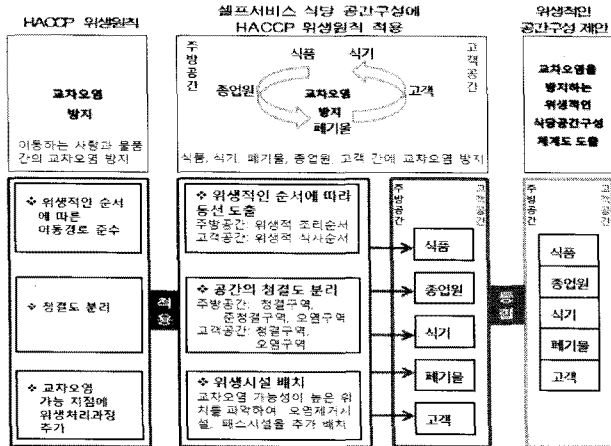 HACCP 위생원칙
셀프서비스 식당 공간구성에
HACCP 위생원칙 적용
위생적인
공간구성 제안
교차오염
방지
이동하는 사람과 물품
간의 교차오염 방지
주방공간
식품
식기
고객공간
종업원
교차오염
방지
고객
폐기물
식품, 식기, 폐기물, 종업원, 고객 간에 교차오염 방지
교차오염을
방지하는
위생적인
식당공간구성
체계도 도출
❖ 위생적인 순서
에 따른
이동경로 준수
❖ 청결도 분리
❖ 교차오염
가능 지점에
위생처리과정
추가
적용
❖ 위생적인 순서에 따라
동선 도출
주방공간: 위생적 조리순서
고객공간: 위생적 식사순서
❖ 공간의 청결도 분리
주방공간: 청결구역,
준청결구역, 오염구역
고객공간: 청결구역,
오염구역
❖ 위생시설 배치
교차오염 가능성이 높은 위
치를 파악하여 오염제거시
설, 패스시설을 추가 배치
주방공간
고객공간
식품
종업원
식기
폐기물
고객
주방공간
고객공간
식품
종업원
식기
폐기물
고객